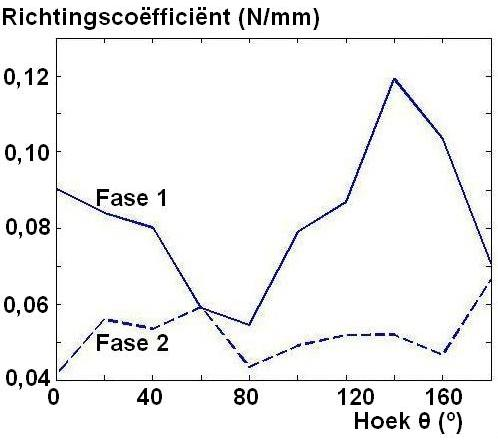 Richtingscoëfficiënt (N/mm)
0,12
0,10
Fase 1
0,08
0,06
Fase 2
0,04
0 40 80 120 160
Hoek θ (º)